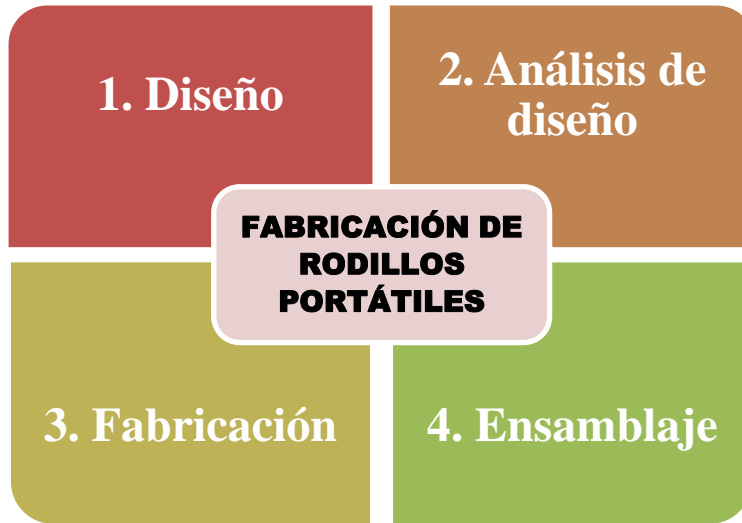 1. Diseño
2. Análisis de
diseño
FABRICACIÓN DE
RODILLOS
PORTÁTILES
3. Fabricación
4. Ensamblaje